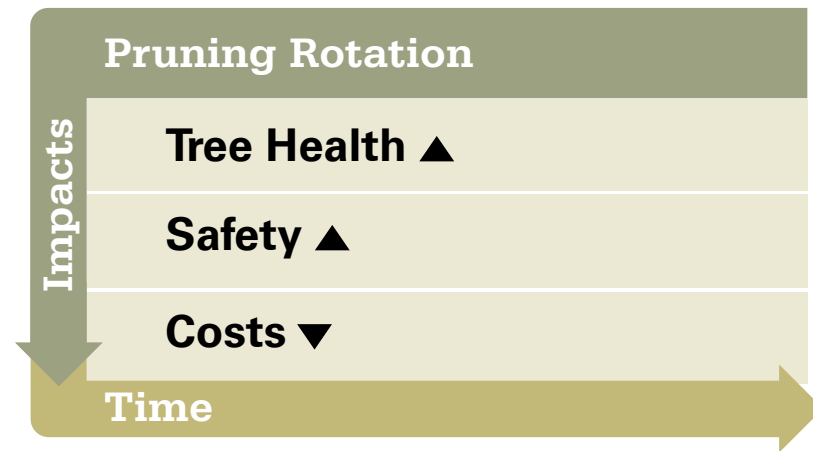 Pruning Rotation
Impacts
Tree Health ▲
Safety ▲
Costs ▼
Time